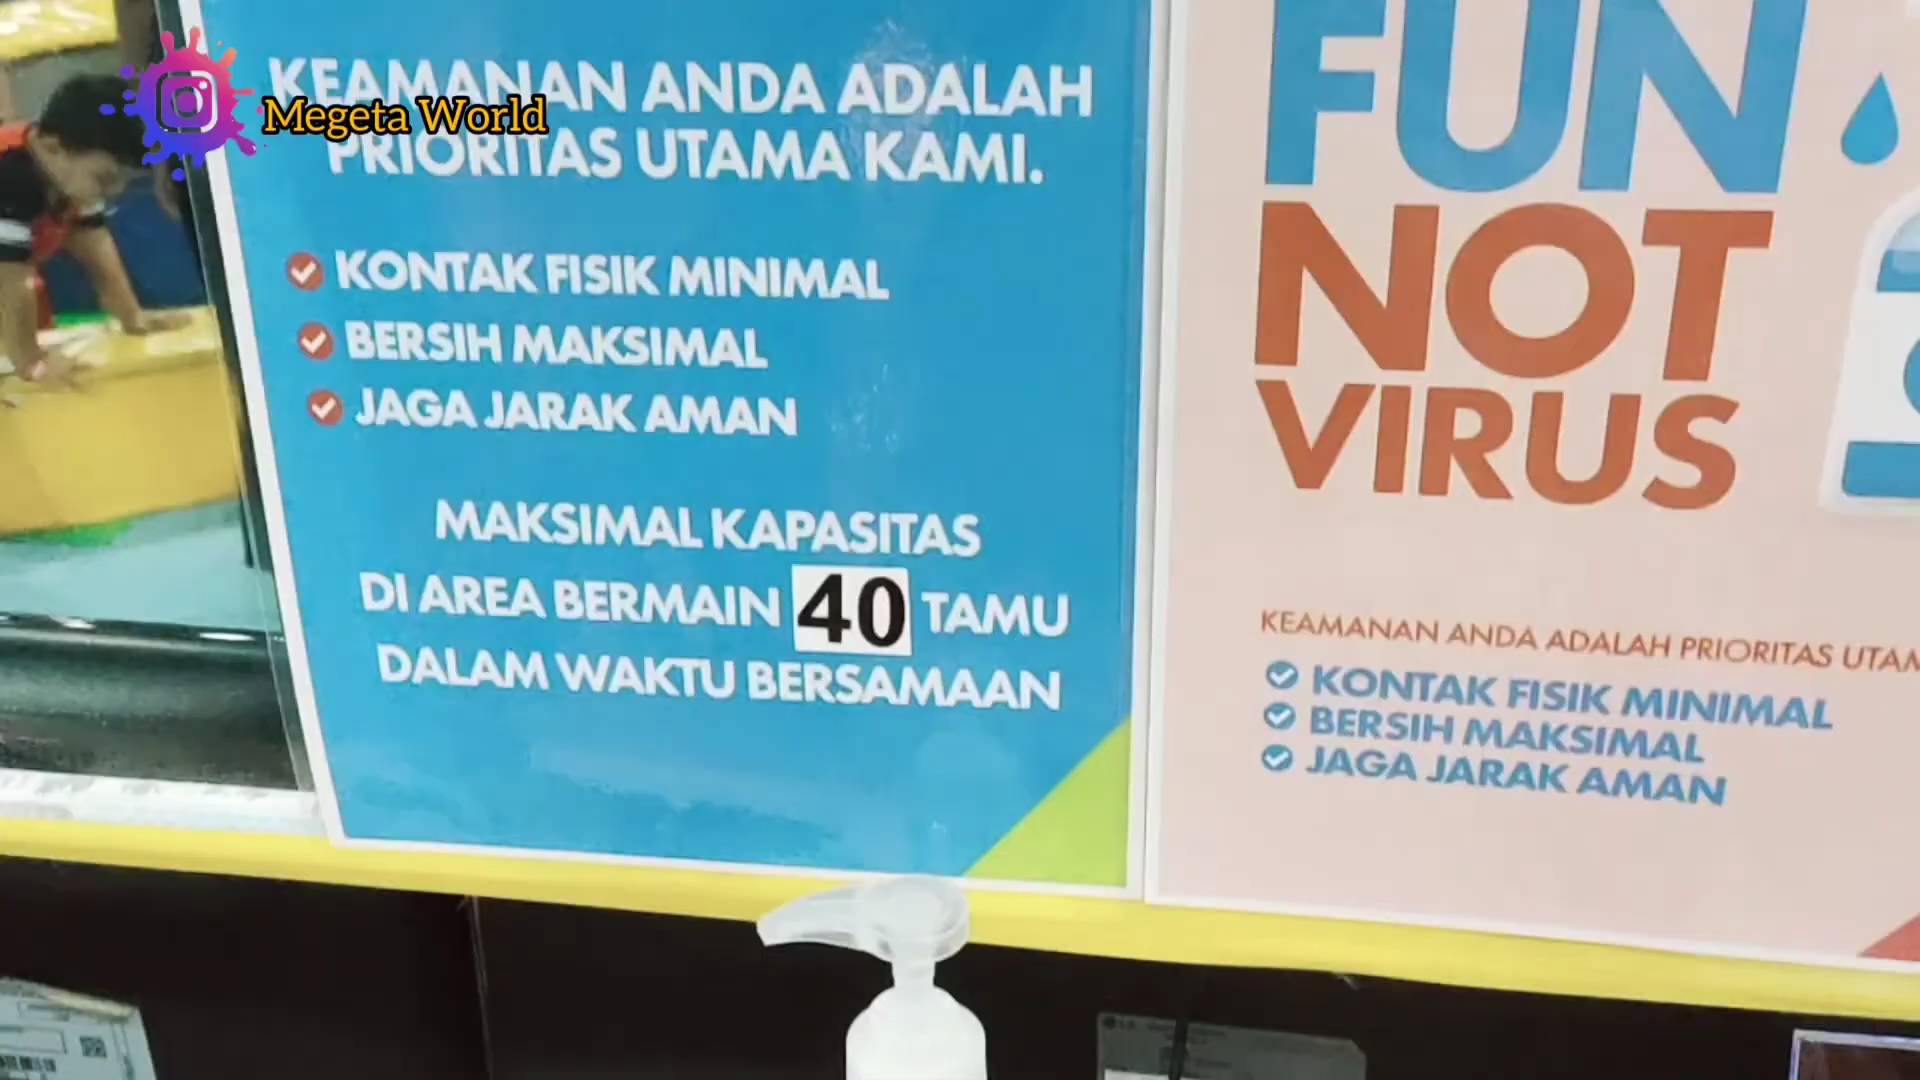 Megeta World
KEAMANAN ANDA ADALAH
PRIORITAS UTAMA KAMI.
KONTAK FISIK MINIMAL
BERSIH MAKSIMAL
JAGA JARAK AMAN
MAKSIMAL KAPASITAS
DI AREA BERMAIN 40 TAMU
DALAM WAKTU BERSAMAAN
FUN
NOT
VIRUS
KEAMANAN ANDA ADALAH PRIORITAS
KONTAK FISIK MINIMAL
BERSIH MAKSIMAL
JAGA JARAK AMAN